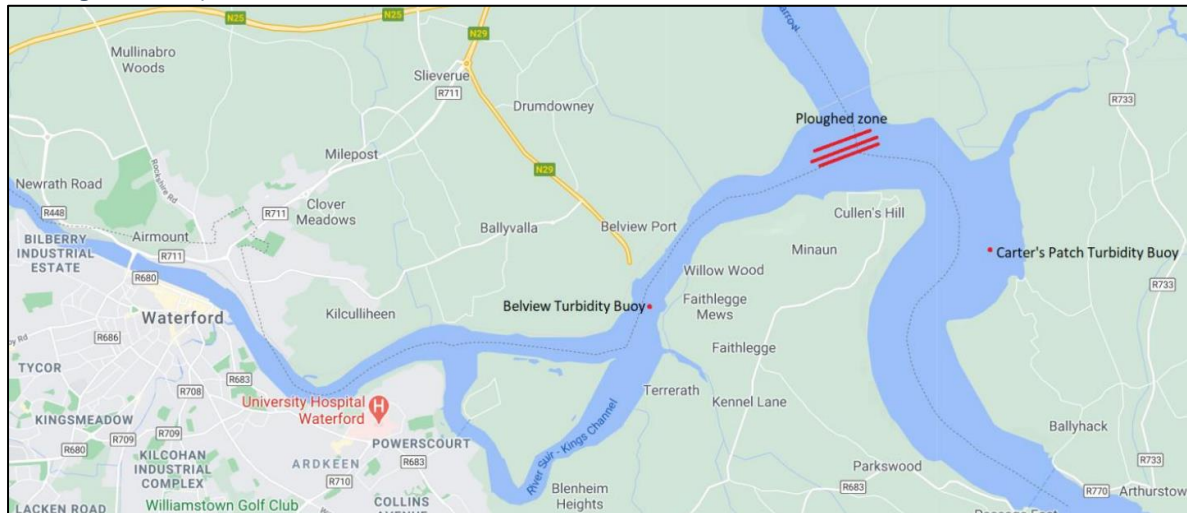 N25
N25
N29
Mullinabro
Woods
Slieverue
R711
Drumdowney
Ploughed zone
R733
Milepost
Rockshire Rd
N29
Newrath Road
R448
R711
Clover
Meadows
Cullen's Hill
Airmount
Ballyvalla
Belview Port
Minaun
BILBERRY
INDUSTRIAL
ESTATE
R711
R680
Willow Wood
Carter's Patch Turbidity Buoy
Belview Turbidity Buoy
Faithlegge
Mews
R733
Waterford
Kilculliheen
R686
Faithlegge
TYCOR
R683
Terrerath
R708
University Hospital
Waterford
H
Kennel Lane
KINGSMEADOW
R709
R709
POWERSCOURT
River Suir - Kings Channel
Ballyhack
R680
KILCOHAN
INDUSTRIAL
COMPLEX
ARDKEEN
R683
R733
Parkswood
R710
Blenheim
Heights
R683
R770
Arthurstown
LACKEN ROAD
Williamstown Golf Club
COLLINS